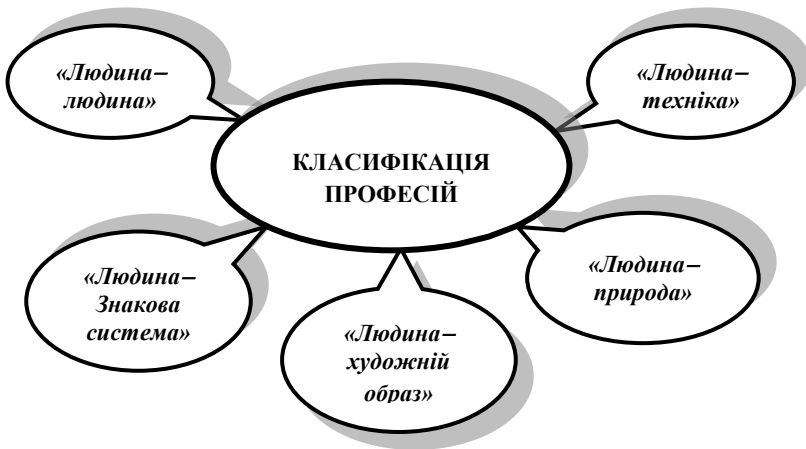 «Людина–
людина»
«Людина–
техніка»
КЛАСИФІКАЦІЯ
ПРОФЕСІЙ
«Людина–
Знакова
система»
«Людина–
художній
образ»
«Людина–
природа»